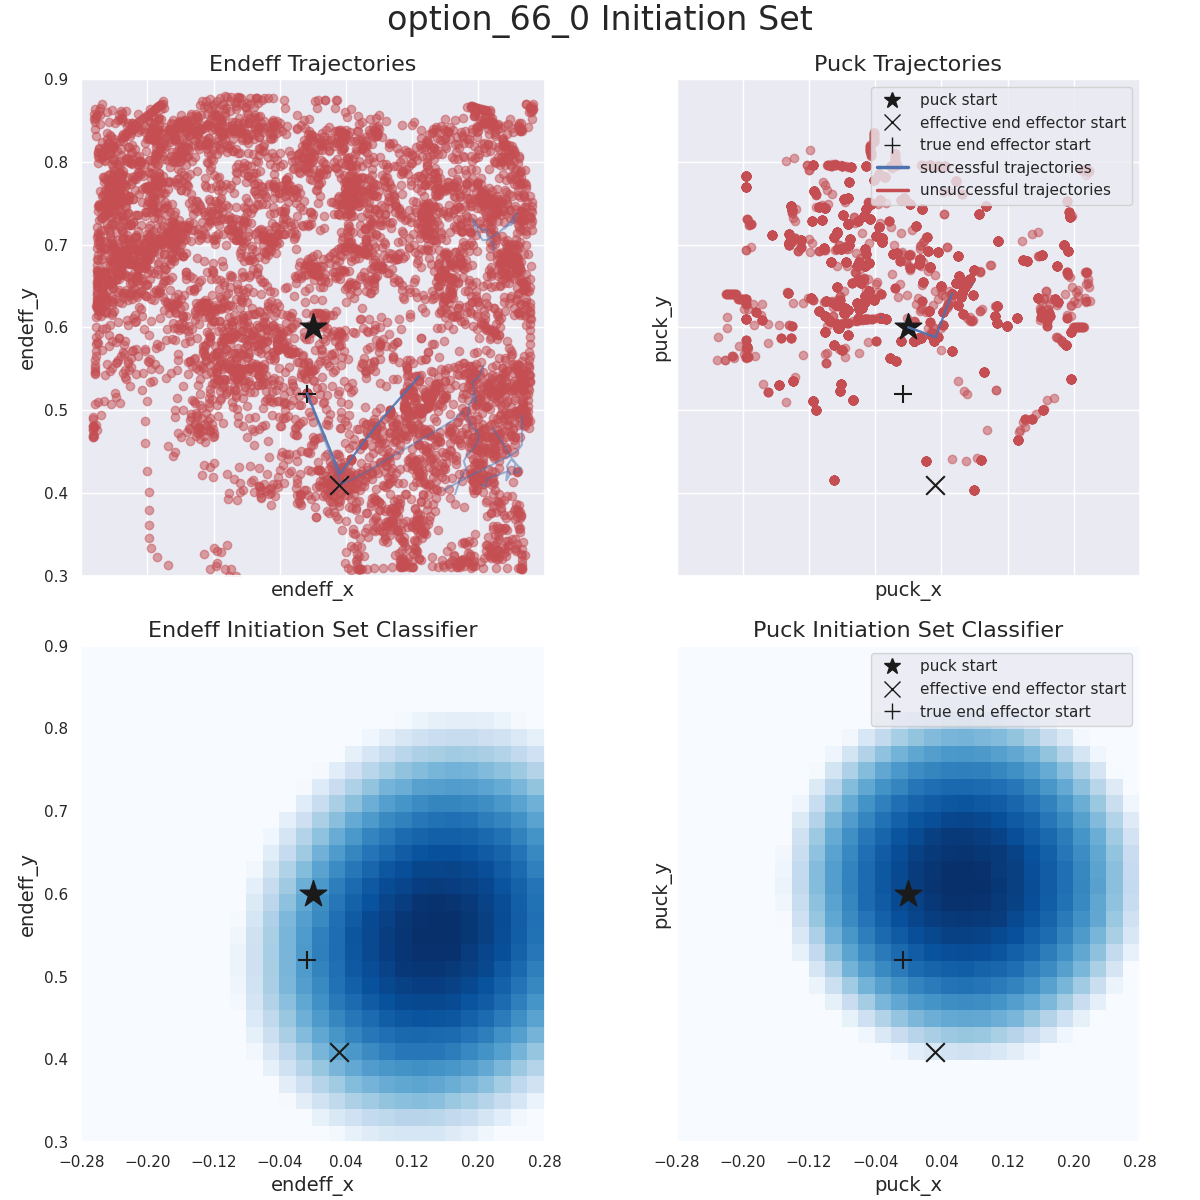 option_66_0 Initiation Set
Endeff Trajectories
Puck Trajectories
0.9
0.8
0.7
0.6
0.5
0.4
0.3
endeff_y
endeff_x
puck start
effective end effector start
true end effector start
successful trajectories
unsuccessful trajectories
puck_y
puck_x
Endeff Initiation Set Classifier
Puck Initiation Set Classifier
0.9
0.8
0.7
0.6
0.5
0.4
0.3
endeff_y
−0.28 −0.20 −0.12 −0.04 0.04 0.12 0.20 0.28
endeff_x
puck start
effective end effector start
true end effector start
puck_y
−0.28 −0.20 −0.12 −0.04 0.04 0.12 0.20 0.28
puck_x